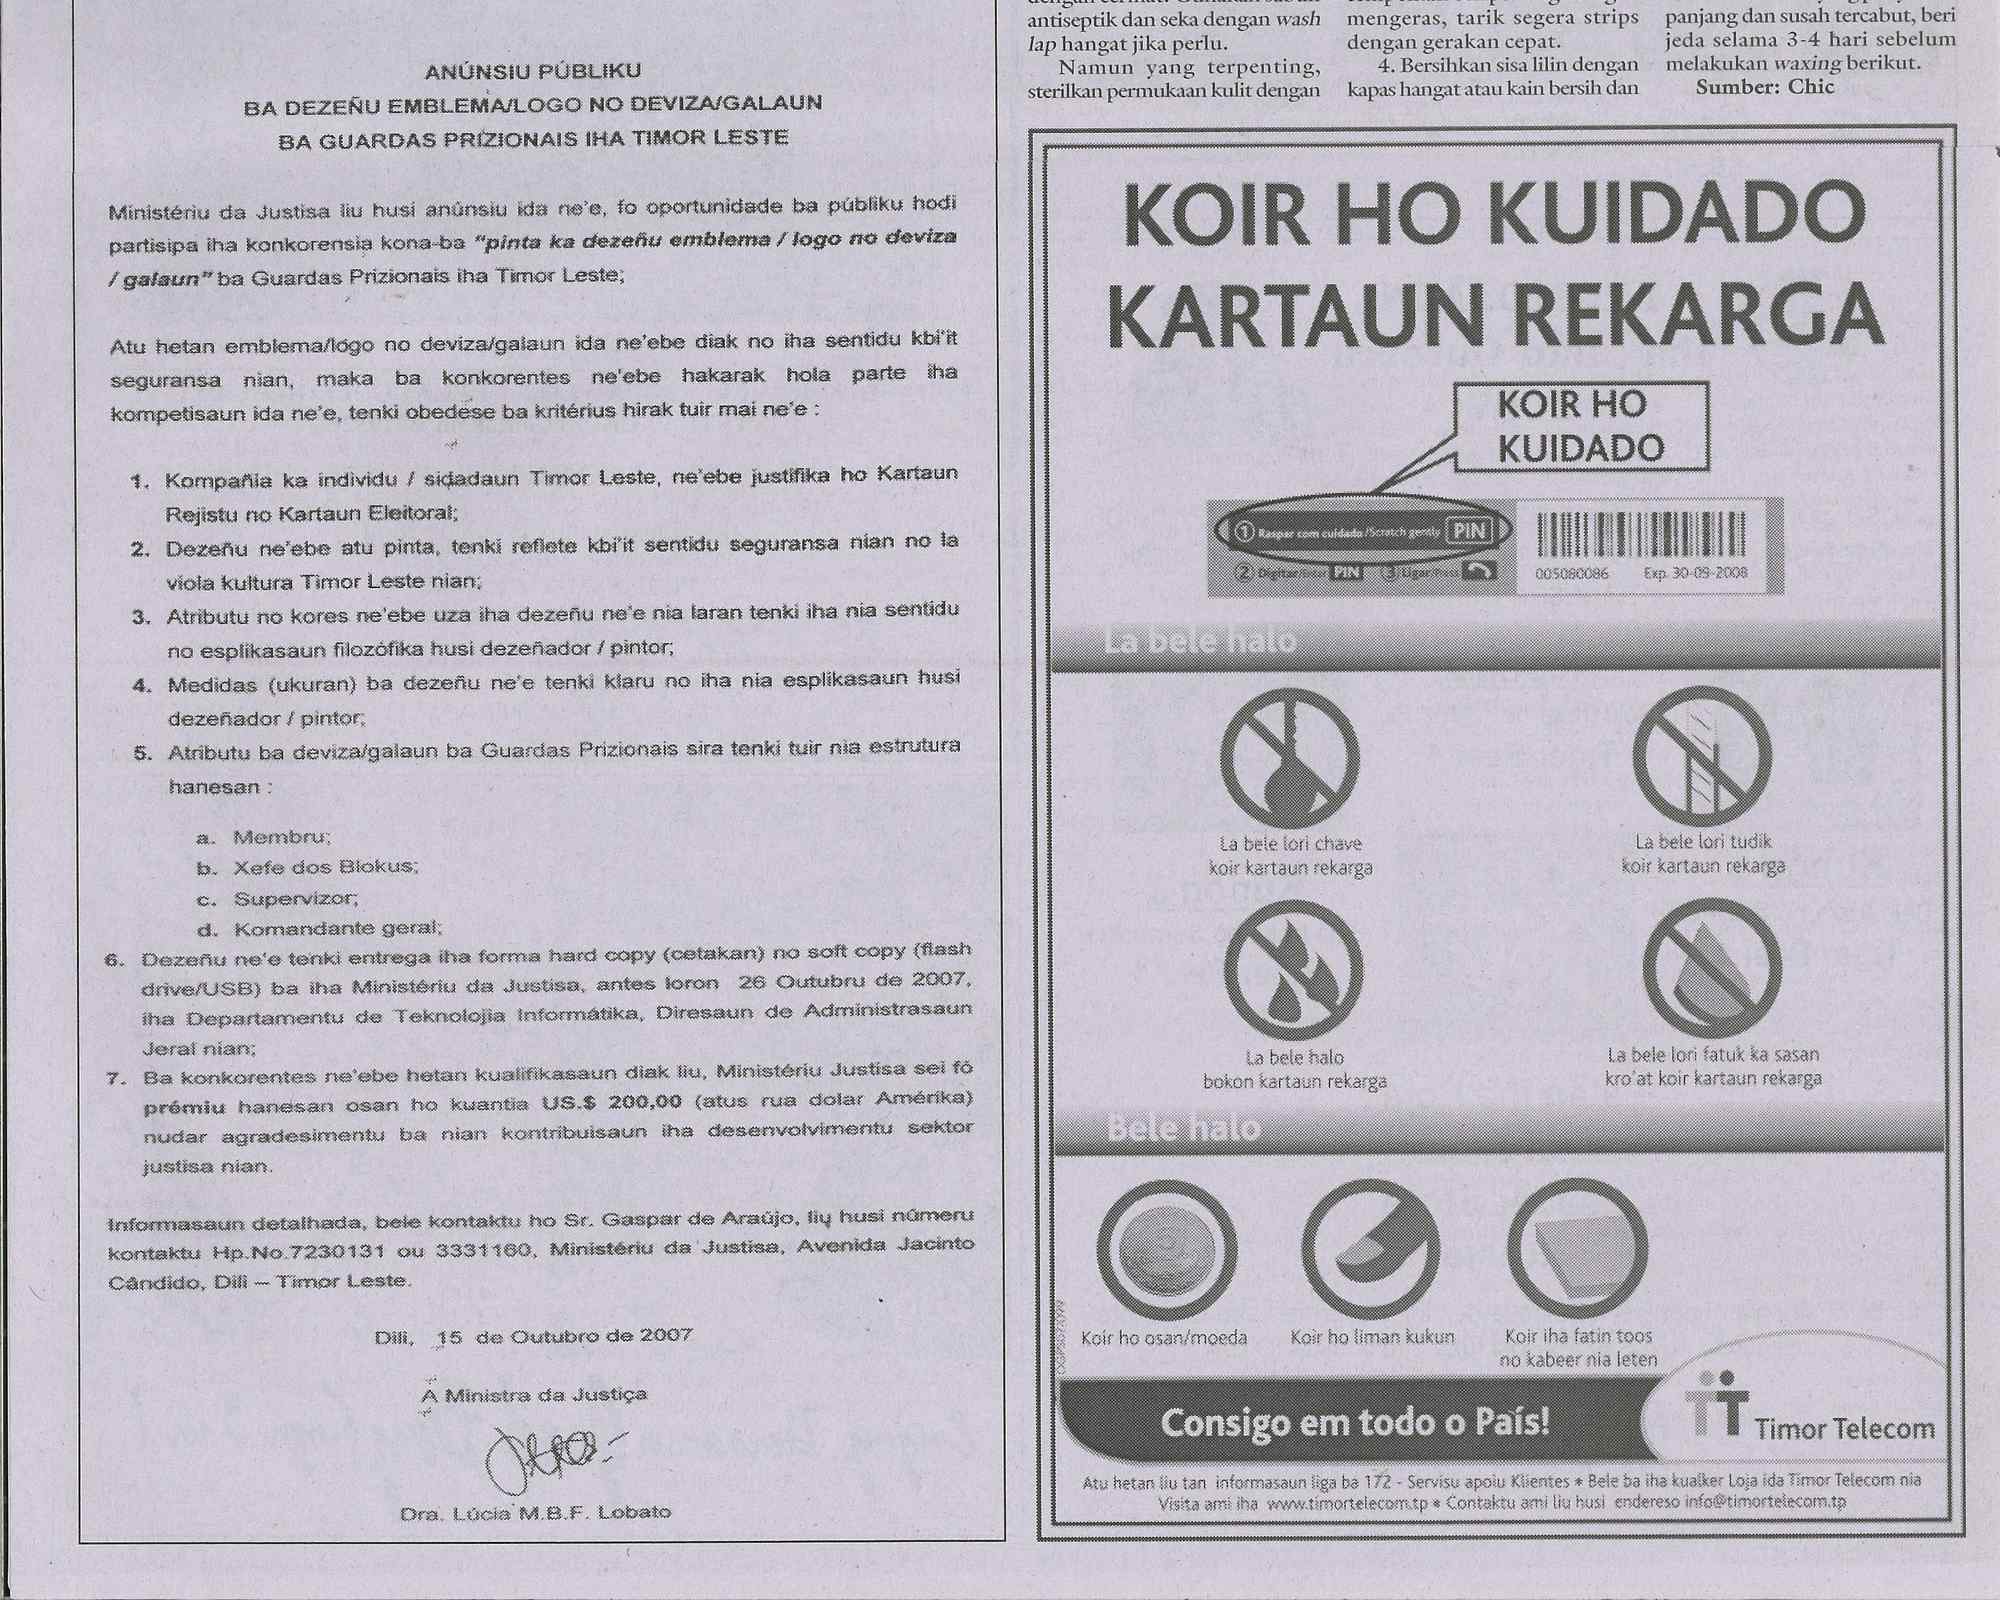 ANÚNSIU PÚBLIKU
BA DEZEÑU EMBLEMA/LOGO NO DEVIZA/GALAUN
BA GUARDAS PRIZIONAIS IHA TIMOR LESTE
Ministériu da Justisa liu husi anúnsiu ida ne'e, fo oportunidade ba públiku hodi
partisipa iha konkorensia kona-ba "pinta ka dezeñu emblema / logo no deviza
/ galaun" ba Guardas Prizionais iha Timor Leste;
Atu hetan emblema/logo no deviza/galaun ida ne'ebe diak no iha sentidu kbi'it
seguransa nian, maka ba konkorentes ne'ebe hakarak hola parte iha
kompetisaun ida ne'e, tenki obedese ba kritérius hirak tuir mai ne'e :
1. Kompañia ka individu / sidadaun Timor Leste, ne'ebe justifika ho Kartaun
Rejistu no Kartaun Eleitoral;
2. Dezeñu ne'ebe atu pinta, tenki reflete kbi'it sentidu seguransa nian no la
viola kultura Timor Leste nian;
3. Atributu no kores ne'ebe uza iha dezeñu ne'e nia laran tenki iha nia sentidu
no esplikasaun filozófika husi dezeñador / pintor;
4. Medidas (ukuran) ba dezeñu ne'e tenki klaru no iha nia esplikasaun husi
dezeñador / pintor;
5. Atributu ba deviza/galaun ba Guardas Prizionais sira tenki tuir nia estrutura
hanesan :
a. Membru;
b. Xefe dos Blokus;
c. Supervizor;
d. Komandante geral;
6. Dezeñu ne'e tenki entrega iha forma hard copy (cetakan) no soft copy (flash
drive/USB) ba iha Ministériu da Justisa, antes loron 26 Outubru de 2007,
iha Departamentu de Teknolojia Informátika, Diresaun de Administrasaun
Jeral nian;
7. Ba konkorentes ne'ebe hetan kualifikasaun diak liu, Ministériu Justisa sei fó
prémiu hanesan osan ho kuantia US.$ 200,00 (atus rua dolar Amérika)
nudar agradesimentu ba nian kontribuisaun iha desenvolvimentu sektor
justisa nian.
Informasaun detalhada, bele kontaktu ho Sr. Gaspar de Araújo, liu husi número
kontaktu Hp.No.7230131 ou 3331160, Ministériu da Justisa, Avenida Jacinto
Cândido, Dili – Timor Leste.
Dili, 15 de Outubro de 2007
A Ministra da Justiça
Dra. Lúcia M.B.F. Lobato
antiseptik dan seka dengan wash
lap hangat jika perlu.
Namun yang terpenting,
sterilkan permukaan kulit dengan
mengeras, tarik segera strips
dengan gerakan cepat.
4. Bersihkan sisa lilin dengan
kapas hangat atau kain bersih dan
panjang dan susah tercabut, beri
jeda selama 3-4 hari sebelum
melakukan waxing berikut.
Sumber: Chic
KOIR HO KUIDADO
KARTAUN REKARGA
KOIR HO
KUIDADO
1 Raspar com cuidado/Scratch gently PIN
2 Digitar/Enter PIN 3 Ligar/Press
005080086 Exp. 30-09-2008
La bele halo
La bele lori chave
koir kartaun rekarga
La bele lori tudik
koir kartaun rekarga
La bele halo
bokon kartaun rekarga
La bele lori fatuk ka sasan
kro'at koir kartaun rekarga
Bele halo
Koir ho osan/moeda
Koir ho liman kukun
Koir iha fatin toos
no kabeer nia leten
Consigo em todo o País!
Timor Telecom
Atu hetan liu tan informasaun liga ba 172 - Servisu apoiu Klientes • Bele ba iha kualker Loja ida Timor Telecom nia
Visita ami iha www.timortelecom.tp • Contaktu ami liu husi endereso info@timortelecom.tp